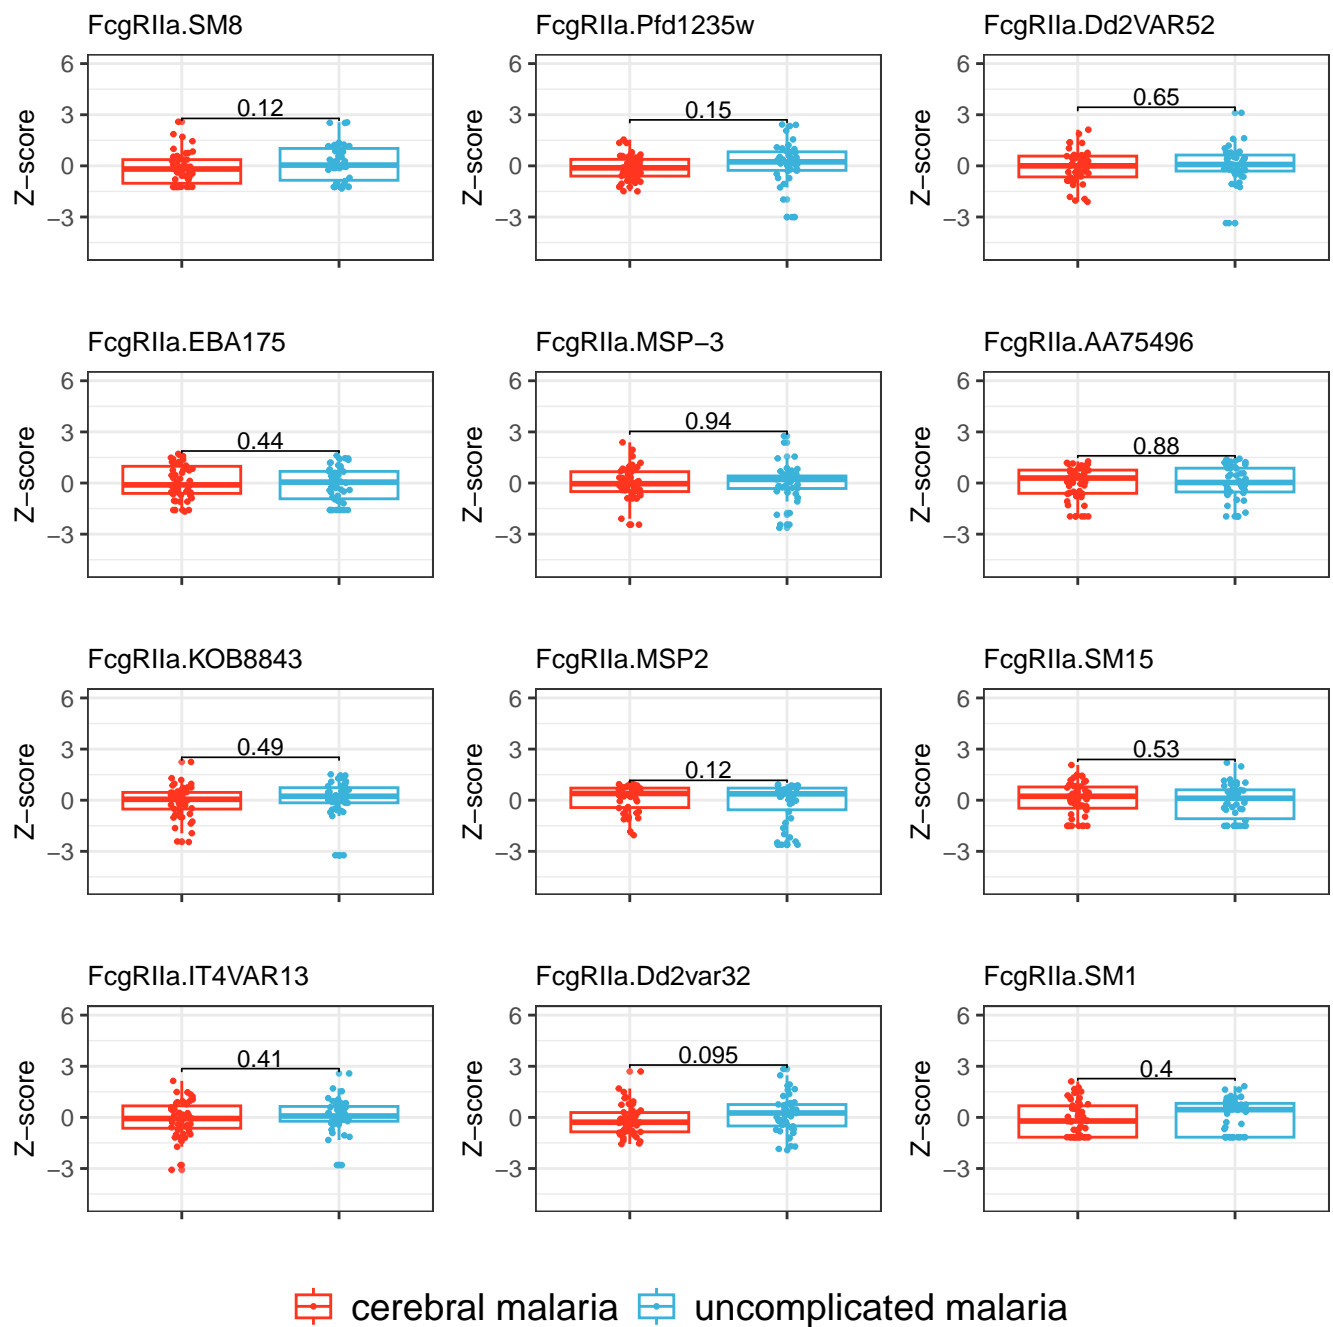 FcgRIIa.SM8 FcgRIIa.Pfd1235w FcgRIIa.Dd2VAR52
6 6 6
3 0.12 3 0.15 3 0.65
0 0 0
−3 −3 −3
Z−score Z−score Z−score
FcgRIIa.EBA175 FcgRIIa.MSP−3 FcgRIIa.AA75496
6 6 6
3 0.44 3 0.94 3 0.88
0 0 0
−3 −3 −3
Z−score Z−score Z−score
FcgRIIa.KOB8843 FcgRIIa.MSP2 FcgRIIa.SM15
6 6 6
3 0.49 3 0.12 3 0.53
0 0 0
−3 −3 −3
Z−score Z−score Z−score
FcgRIIa.IT4VAR13 FcgRIIa.Dd2var32 FcgRIIa.SM1
6 6 6
3 0.41 3 0.095 3 0.4
0 0 0
−3 −3 −3
Z−score Z−score Z−score
cerebral malaria uncomplicated malaria